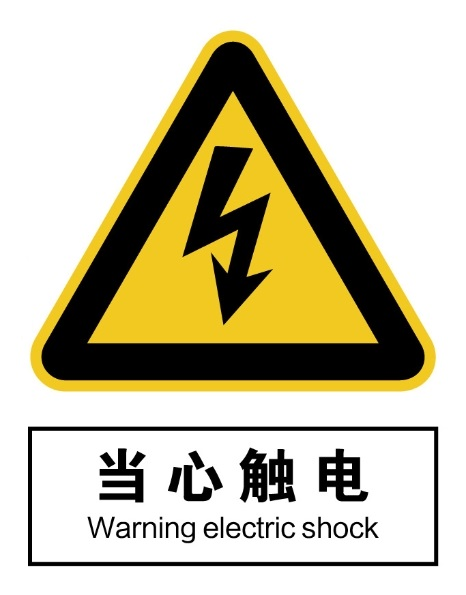 当心触电
Warning electric shock